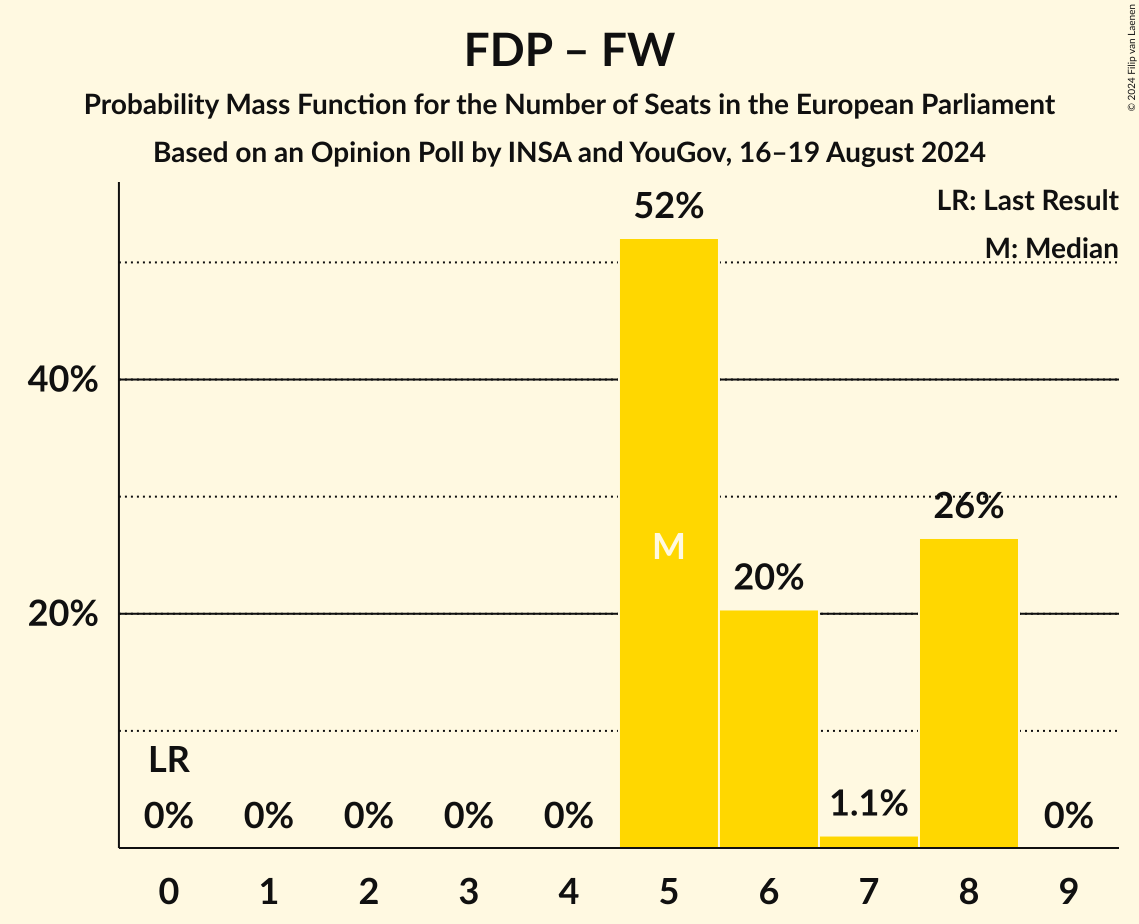 FDP – FW
Probability Mass Function for the Number of Seats in the European Parliament
Based on an Opinion Poll by INSA and YouGov, 16–19 August 2024
© 2024 Filip van Laenen
LR: Last Result
M: Median
52%
40%
26%
M
20%
20%
LR
1.1%
0%
0%
0%
0%
0%
0%
0 1 2 3 4 5 6 7 8 9